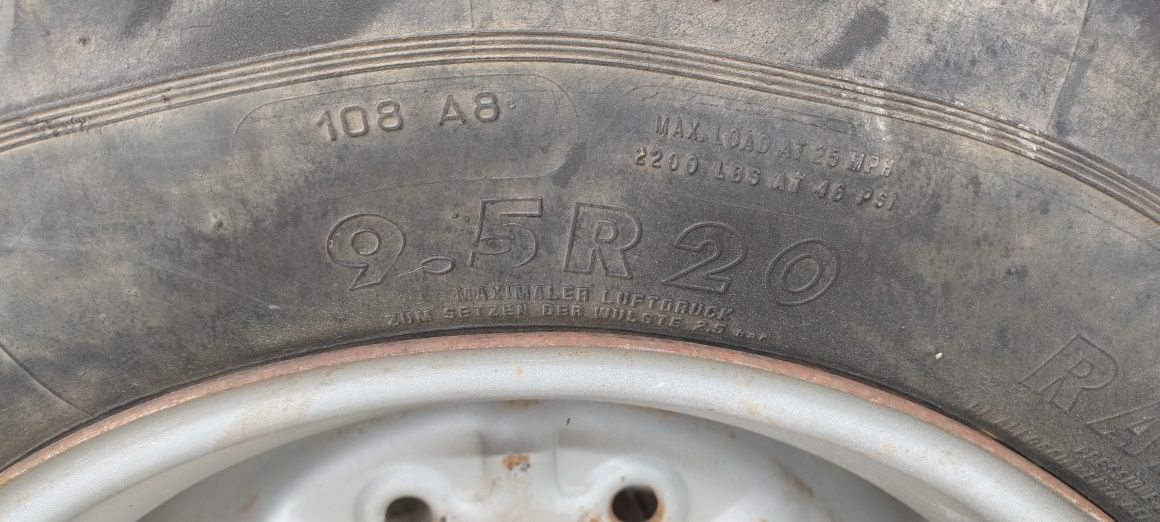 108 A8
MAX. LOAD AT 25 MPH
2200 LBS AT 46 PSI
9.5R20
MAXIMALER LUFTDRUCK
ZUM SETZEN DER WULSTE 2.5 bar